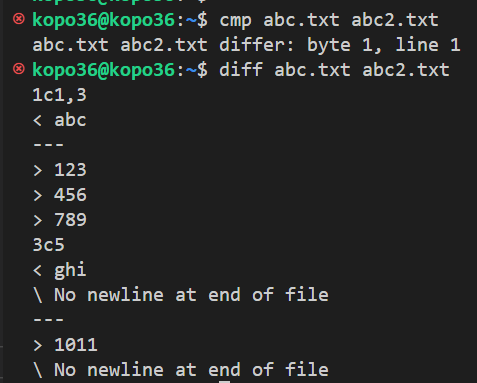 kopo36@kopo36:~$ cmp abc.txt abc2.txt
abc.txt abc2.txt differ: byte 1, line 1
kopo36@kopo36:~$ diff abc.txt abc2.txt
1c1,3
< abc
---
> 123
> 456
> 789
3c5
< ghi
\ No newline at end of file
---
> 1011
\ No newline at end of file